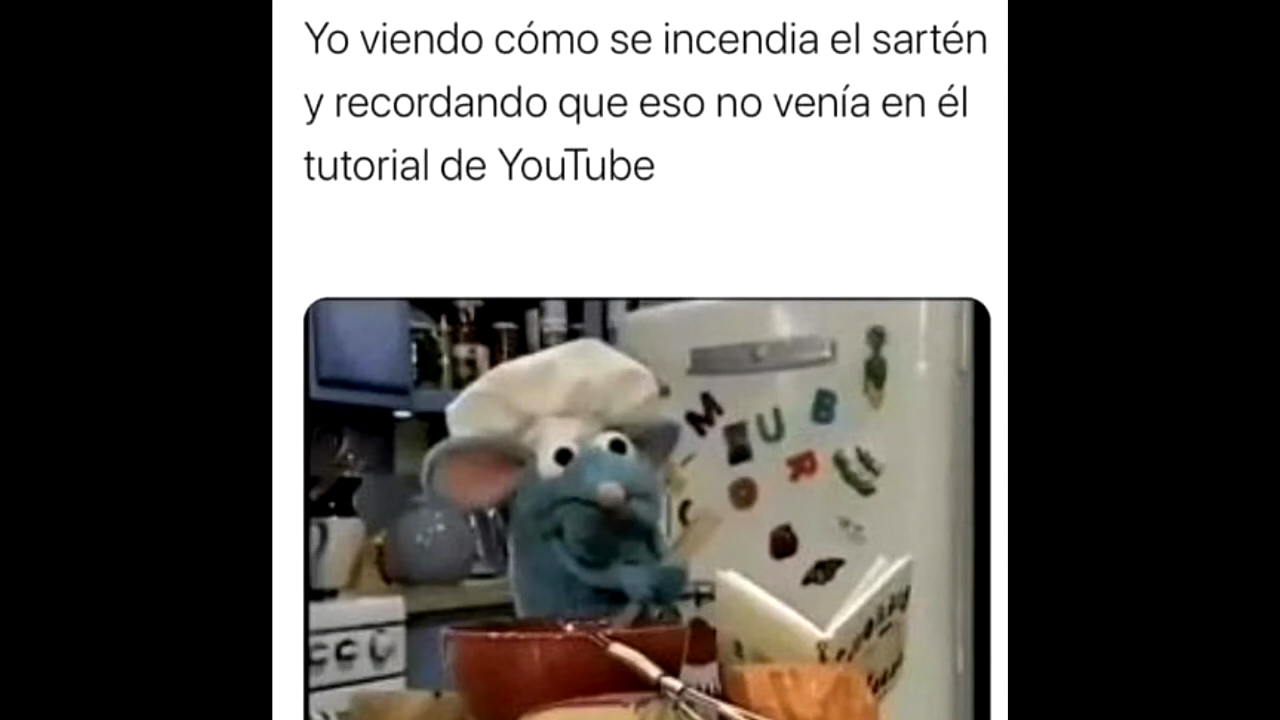 Yo viendo cómo se incendia el sartén
y recordando que eso no venía en él
tutorial de YouTube
M U B
O R